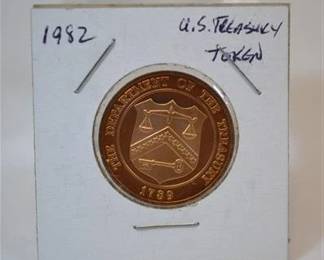 1982
U.S. TREASURY
TOKEN
THE DEPARTMENT OF THE TREASURY
1789